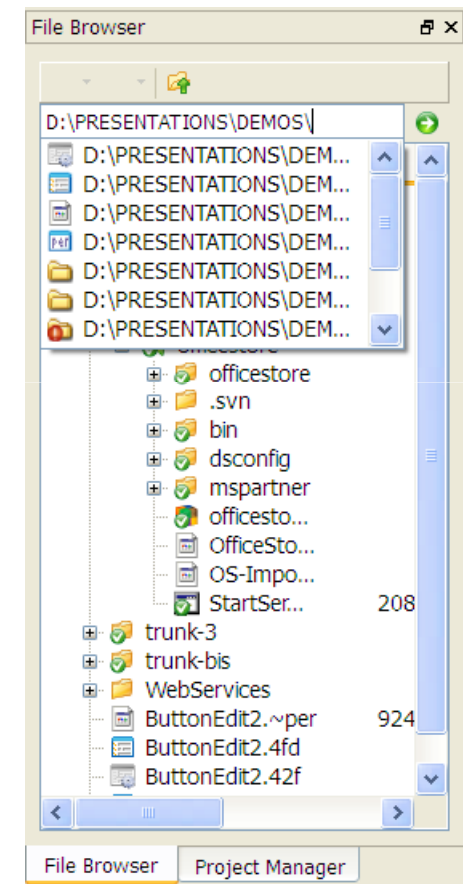 File Browser
D:\PRESENTATIONS\DEMOS\
D:\PRESENTATIONS\DEM...
D:\PRESENTATIONS\DEM...
D:\PRESENTATIONS\DEM...
D:\PRESENTATIONS\DEM...
per
D:\PRESENTATIONS\DEM...
D:\PRESENTATIONS\DEM...
D:\PRESENTATIONS\DEM...
officestore
officestore
.svn
bin
dsconfig
mspartner
officesto...
OfficeSto...
OS-Impo...
StartSer... 208
trunk-3
trunk-bis
WebServices
ButtonEdit2.~per 924
ButtonEdit2.4fd
ButtonEdit2.42f
File Browser Project Manager